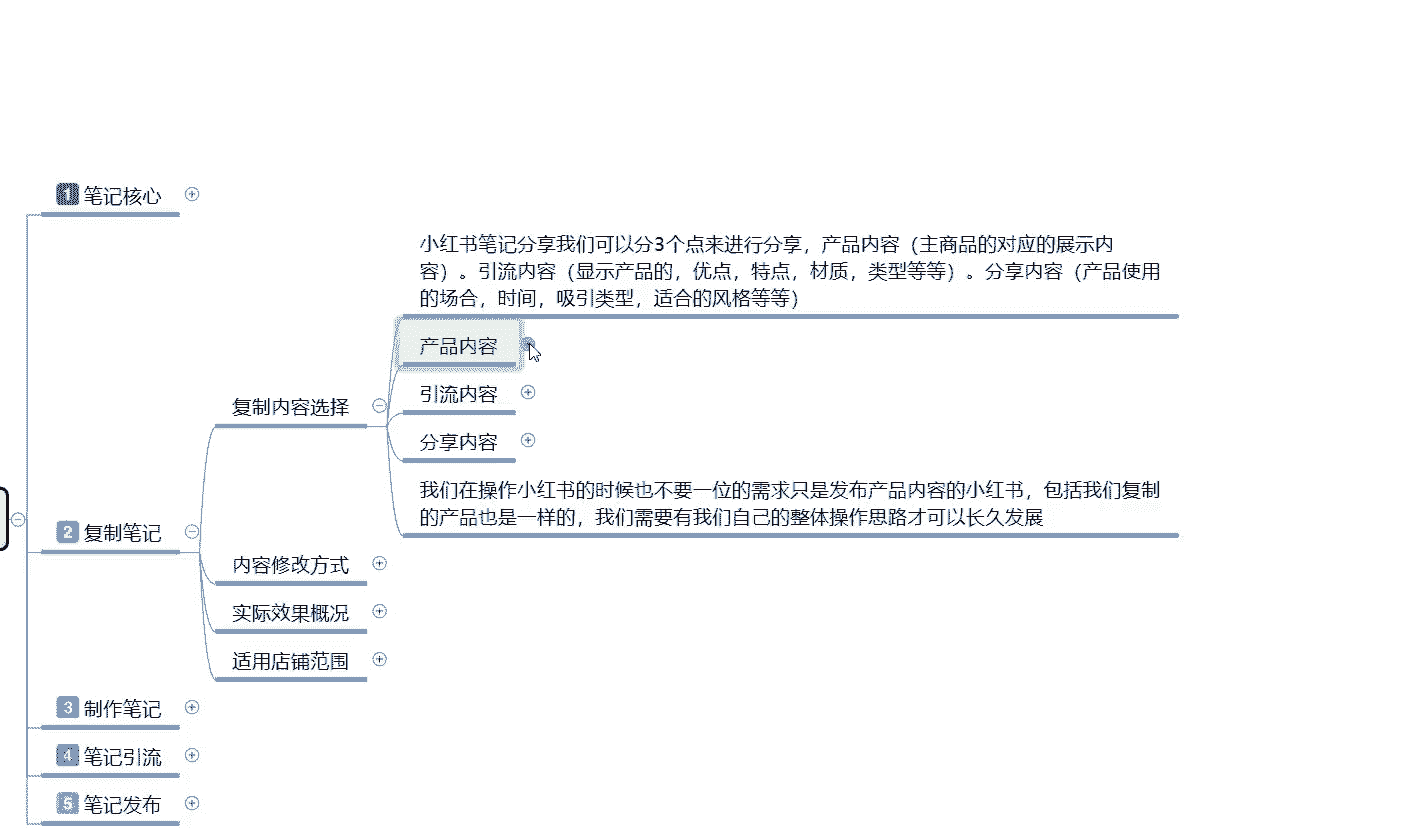 1 笔记核心
小红书笔记分享我们可以分3个点来进行分享，产品内容（主商品的对应的展示内
容）。引流内容（显示产品的，优点，特点，材质，类型等等）。分享内容（产品使用
的场合，时间，吸引类型，适合的风格等等）
产品内容
引流内容
复制内容选择
分享内容
我们在操作小红书的时候也不要一位的需求只是发布产品内容的小红书，包括我们复制
的产品也是一样的，我们需要有我们自己的整体操作思路才可以长久发展
2 复制笔记
内容修改方式
实际效果概况
适用店铺范围
3 制作笔记
4 笔记引流
5 笔记发布